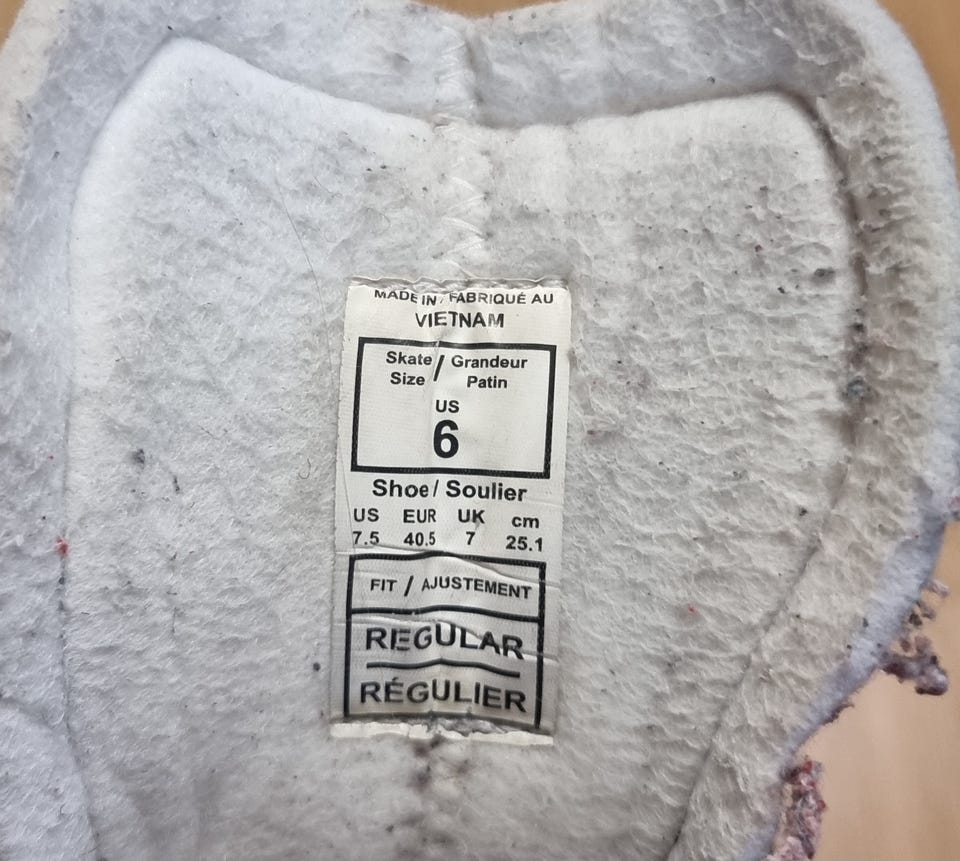 MADE IN / FABRIQUÉ AU
VIETNAM
Skate / Grandeur
Size Patin
US
6
Shoe / Soulier
US EUR UK cm
7.5 40.5 7 25.1
FIT / AJUSTEMENT
REGULAR
RÉGULIER